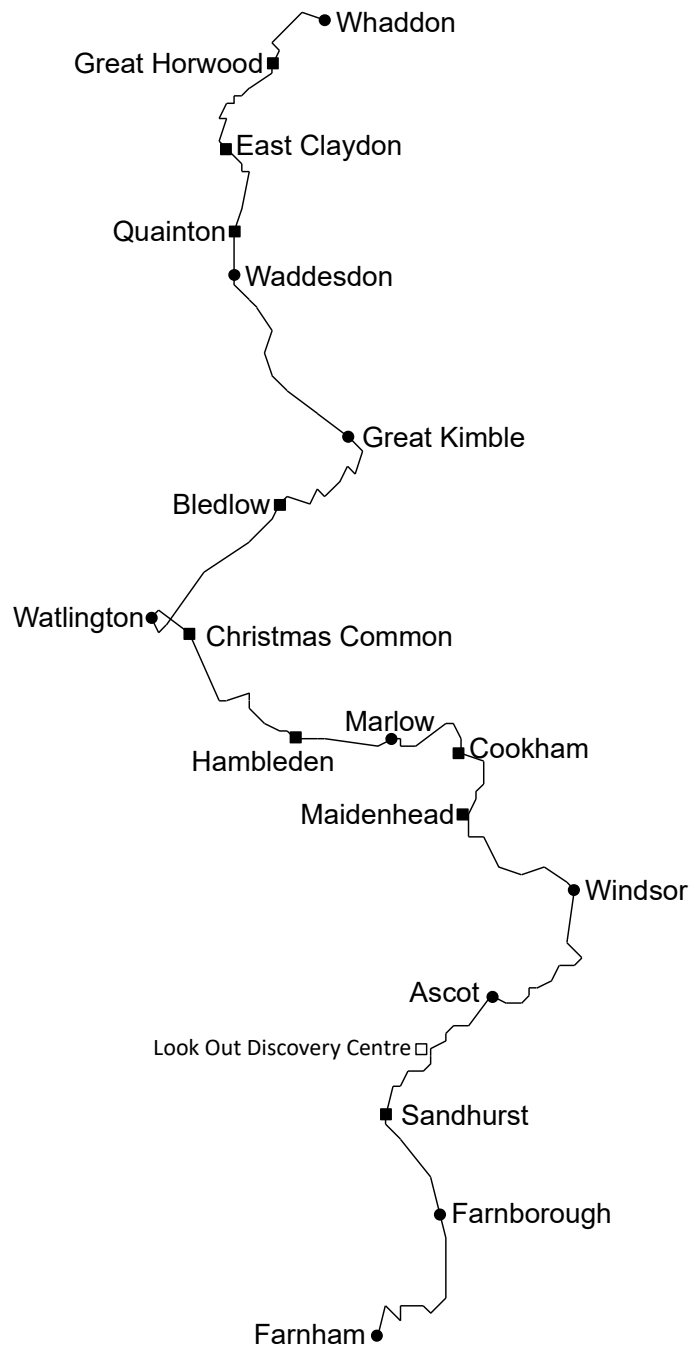 Whaddon
Great Horwood
East Claydon
Quainton
Waddesdon
Great Kimble
Bledlow
Watlington
Christmas Common
Marlow
Hambleden
Cookham
Maidenhead
Windsor
Ascot
Look Out Discovery Centre
Sandhurst
Farnborough
Farnham